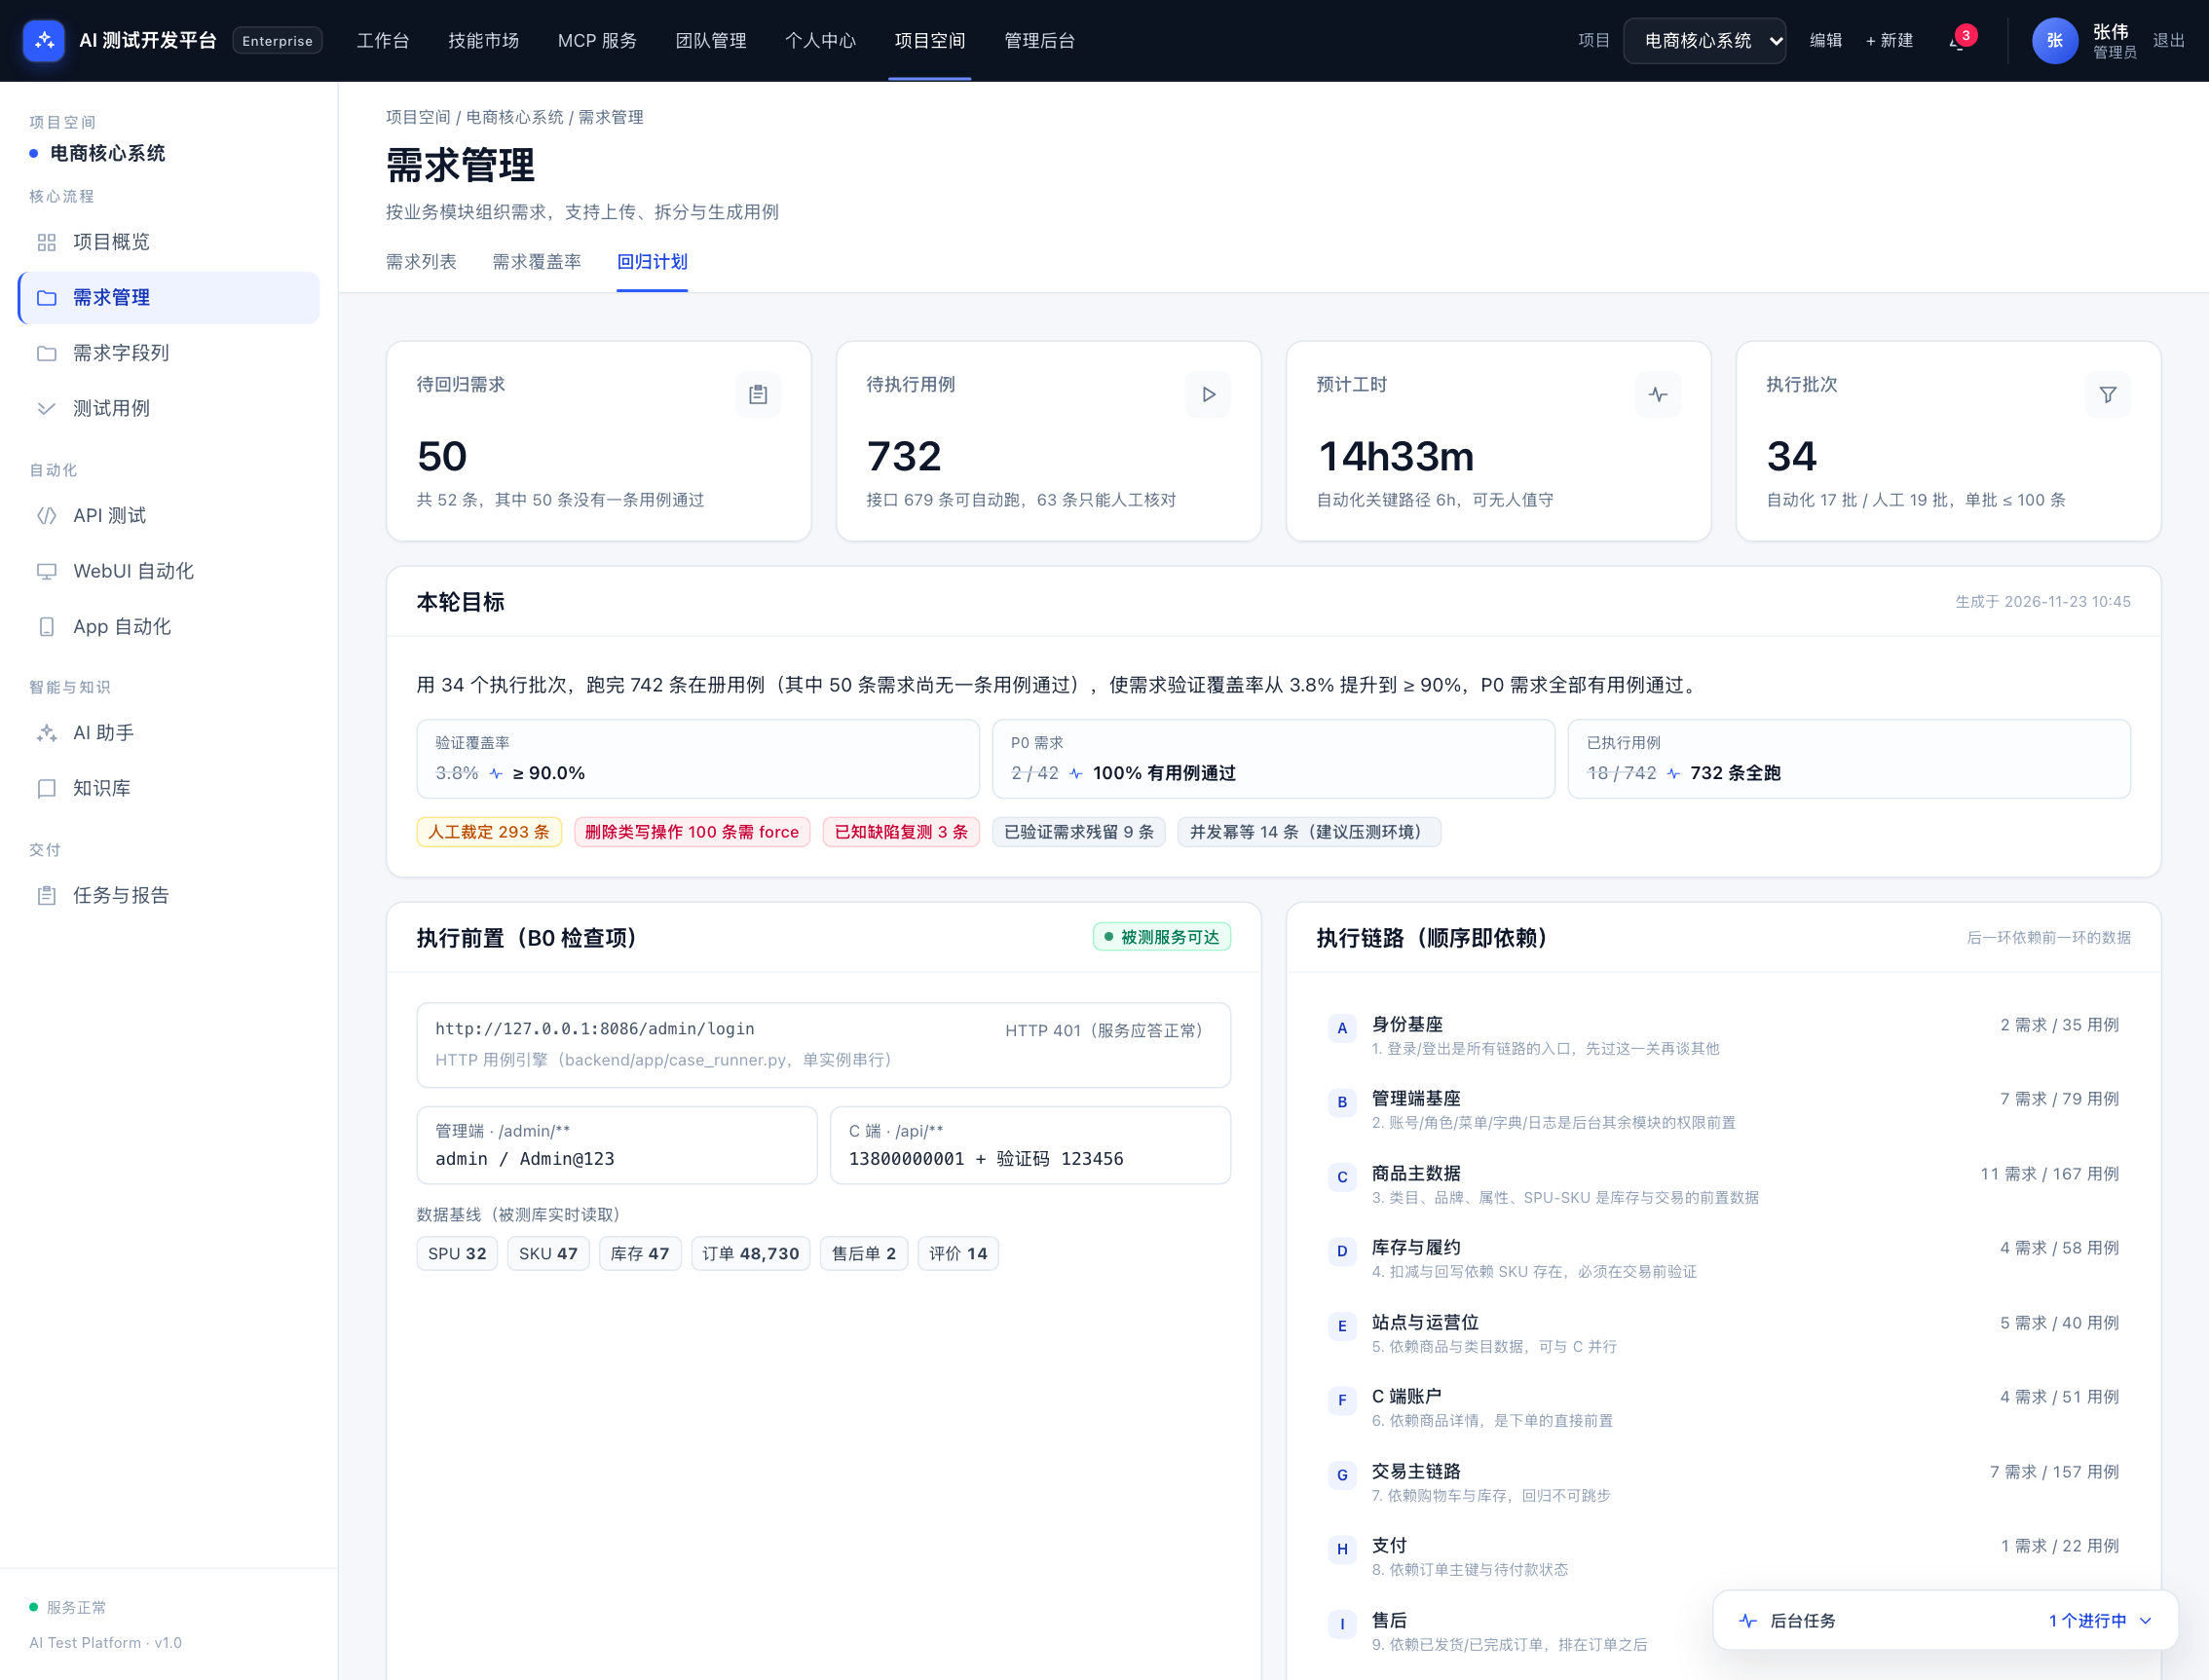 AI 测试开发平台 Enterprise 工作台 技能市场 MCP 服务 团队管理 个人中心 项目空间 管理后台 项目 电商核心系统 编辑 + 新建 3 张 张伟 管理员 退出
项目空间
电商核心系统
核心流程
项目概览
需求管理
需求字段列
测试用例
自动化
API 测试
WebUI 自动化
App 自动化
智能与知识
AI 助手
知识库
交付
任务与报告
服务正常
AI Test Platform · v1.0
项目空间 / 电商核心系统 / 需求管理
需求管理
按业务模块组织需求，支持上传、拆分与生成用例
需求列表 需求覆盖率 回归计划
待回归需求
50
共 52 条，其中 50 条没有一条用例通过
待执行用例
732
接口 679 条可自动跑，63 条只能人工核对
预计工时
14h33m
自动化关键路径 6h，可无人值守
执行批次
34
自动化 17 批 / 人工 19 批，单批 ≤ 100 条
本轮目标 生成于 2026-11-23 10:45
用 34 个执行批次，跑完 742 条在册用例（其中 50 条需求尚无一条用例通过），使需求验证覆盖率从 3.8% 提升到 ≥ 90%，P0 需求全部有用例通过。
验证覆盖率
3.8% ≥ 90.0%
P0 需求
2 / 42 100% 有用例通过
已执行用例
18 / 742 732 条全跑
人工裁定 293 条 删除类写操作 100 条需 force 已知缺陷复测 3 条 已验证需求残留 9 条 并发幂等 14 条（建议压测环境）
执行前置（B0 检查项） 被测服务可达
http://127.0.0.1:8086/admin/login HTTP 401（服务应答正常）
HTTP 用例引擎（backend/app/case_runner.py，单实例串行）
管理端 · /admin/**
admin / Admin@123
C 端 · /api/**
13800000001 + 验证码 123456
数据基线（被测库实时读取）
SPU 32 SKU 47 库存 47 订单 48,730 售后单 2 评价 14
执行链路（顺序即依赖） 后一环依赖前一环的数据
A 身份基座 2 需求 / 35 用例
1. 登录/登出是所有链路的入口，先过这一关再谈其他
B 管理端基座 7 需求 / 79 用例
2. 账号/角色/菜单/字典/日志是后台其余模块的权限前置
C 商品主数据 11 需求 / 167 用例
3. 类目、品牌、属性、SPU-SKU 是库存与交易的前置数据
D 库存与履约 4 需求 / 58 用例
4. 扣减与回写依赖 SKU 存在，必须在交易前验证
E 站点与运营位 5 需求 / 40 用例
5. 依赖商品与类目数据，可与 C 并行
F C 端账户 4 需求 / 51 用例
6. 依赖商品详情，是下单的直接前置
G 交易主链路 7 需求 / 157 用例
7. 依赖购物车与库存，回归不可跳步
H 支付 1 需求 / 22 用例
8. 依赖订单主键与待付款状态
I 售后
9. 依赖已发货/已完成订单，排在订单之后
后台任务 1 个进行中